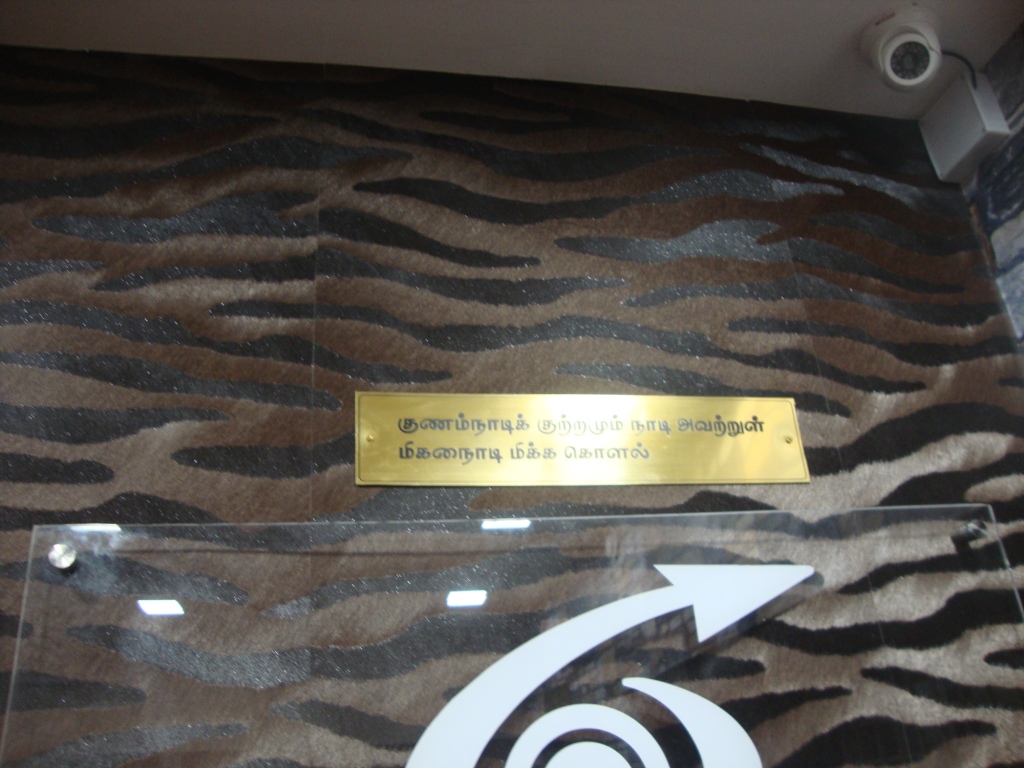 குணம்நாடிக் குற்றமும் நாடி அவற்றுள்
மிகைநாடி மிக்க கொளல்